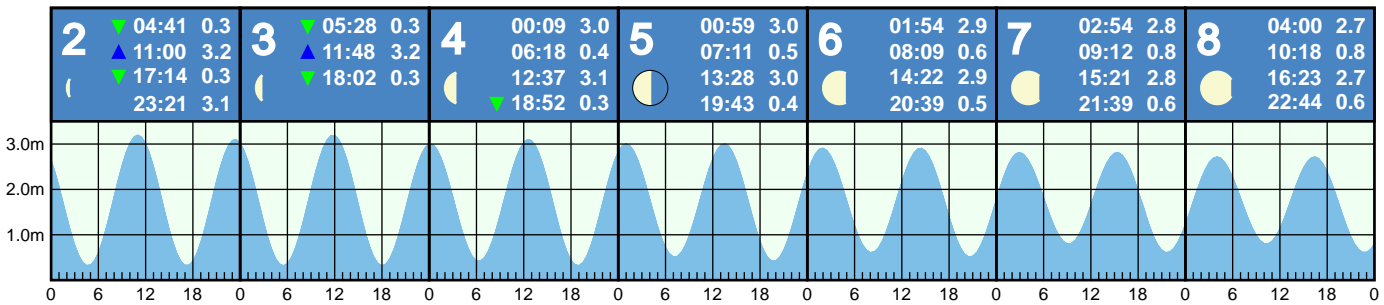 2
▼ 04:41 0.3
▲ 11:00 3.2
▼ 17:14 0.3
23:21 3.1
3
▼ 05:28 0.3
▲ 11:48 3.2
▼ 18:02 0.3
4
00:09 3.0
06:18 0.4
12:37 3.1
▼ 18:52 0.3
5
00:59 3.0
07:11 0.5
13:28 3.0
19:43 0.4
6
01:54 2.9
08:09 0.6
14:22 2.9
20:39 0.5
7
02:54 2.8
09:12 0.8
15:21 2.8
21:39 0.6
8
04:00 2.7
10:18 0.8
16:23 2.7
22:44 0.6
3.0m
2.0m
1.0m
0 6 12 18 0 6 12 18 0 6 12 18 0 6 12 18 0 6 12 18 0 6 12 18 0 6 12 18 0